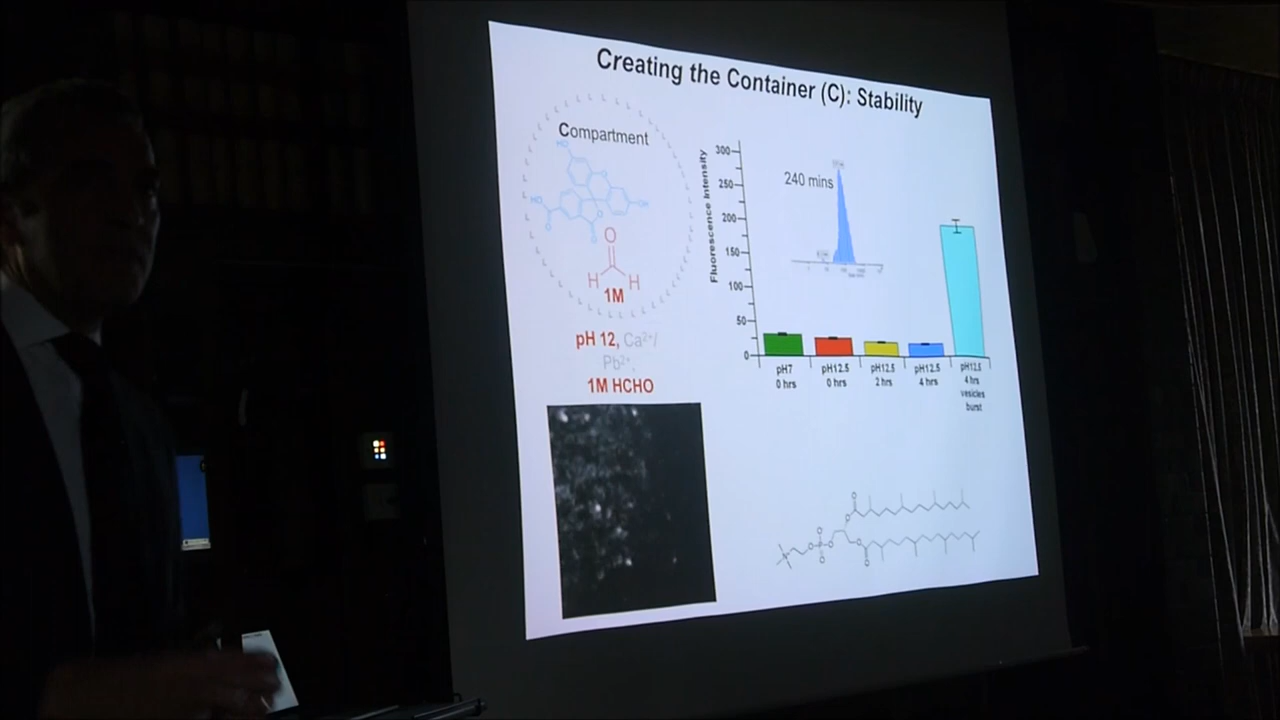 Creating the Container (C): Stability
Compartment
HO
O
H H
1M
pH 12, Ca²⁺/
Pb²⁺,
1M HCHO
Fluorescence Intensity
300
250
200
150
100
50
0
240 mins
pH7
0 hrs
pH12.5
0 hrs
pH12.5
2 hrs
pH12.5
4 hrs
pH12.5
4 hrs
vesicles
burst